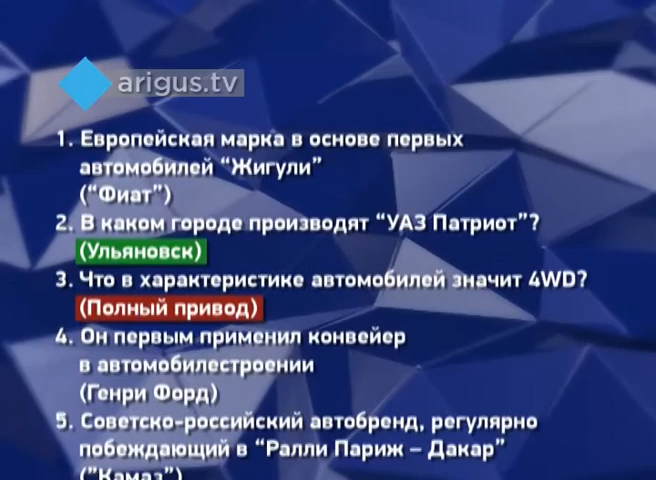 arigus.tv
1. Европейская марка в основе первых
автомобилей “Жигули”
(“Фиат”)
2. В каком городе производят “УАЗ Патриот”?
(Ульяновск)
3. Что в характеристике автомобилей значит 4WD?
(Полный привод)
4. Он первым применил конвейер
в автомобилестроении
(Генри Форд)
5. Советско-российский автобренд, регулярно
побеждающий в “Ралли Париж – Дакар”
(”Камаз”)